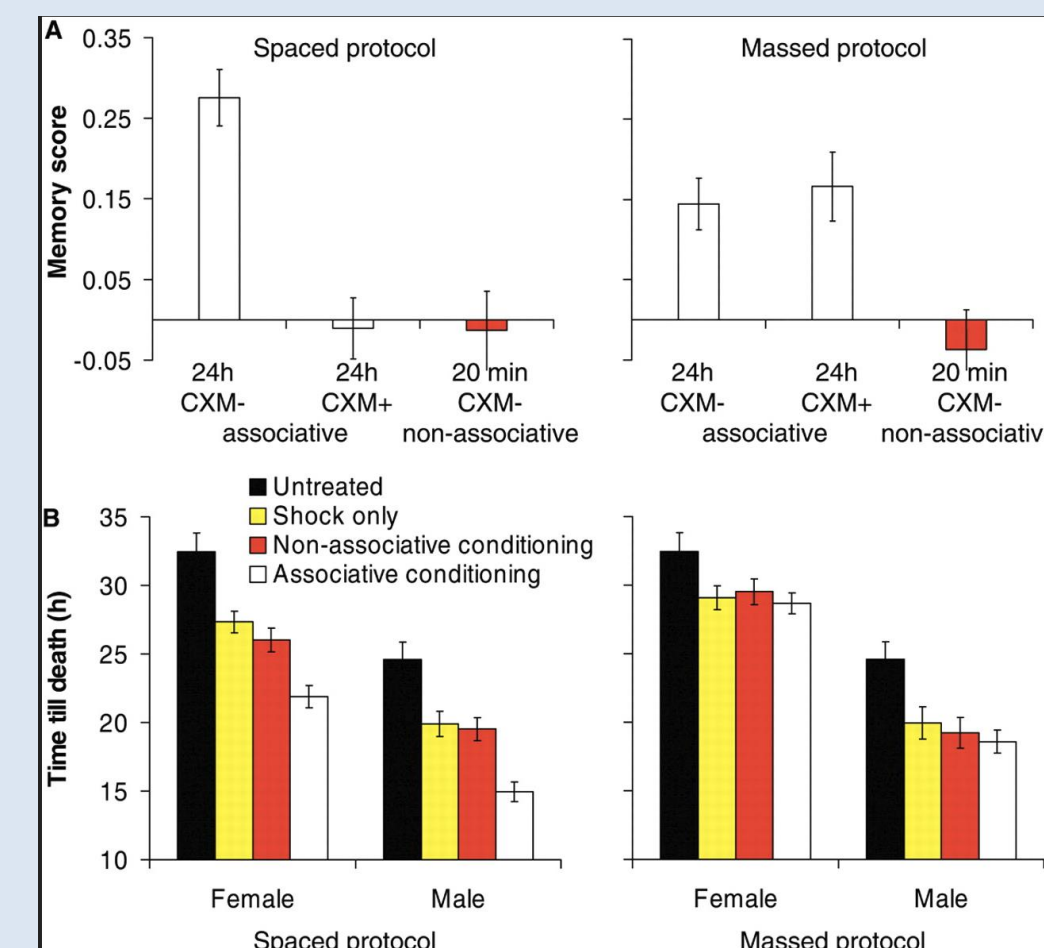 A
0.35
0.25
0.15
0.05
-0.05
Memory score
Spaced protocol
Massed protocol
24h 24h 20 min
CXM- CXM+ CXM-
associative non-associative
24h 24h 20 min
CXM- CXM+ CXM-
associative non-associativ
B
Untreated
Shock only
Non-associative conditioning
Associative conditioning
35
30
25
20
15
10
Time till death (h)
Female Male
Female Male
Spaced protocol
Massed protocol